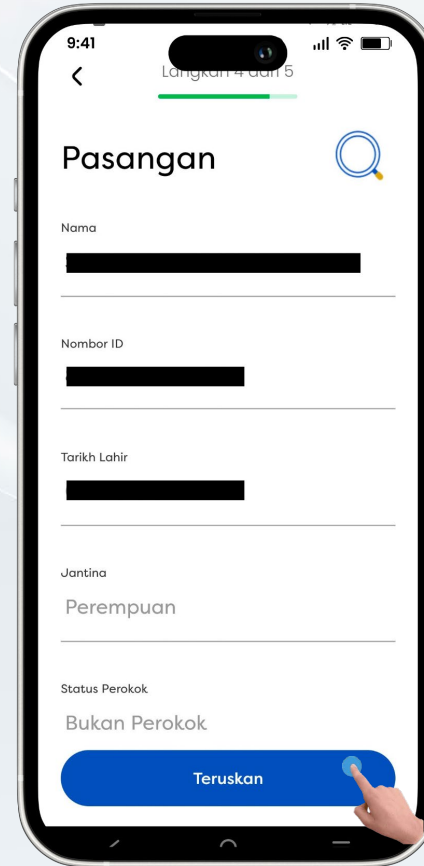 9:41
Langkah 4 dari 5
Pasangan
Nama
Nombor ID
Tarikh Lahir
Jantina
Perempuan
Status Perokok
Bukan Perokok
Teruskan